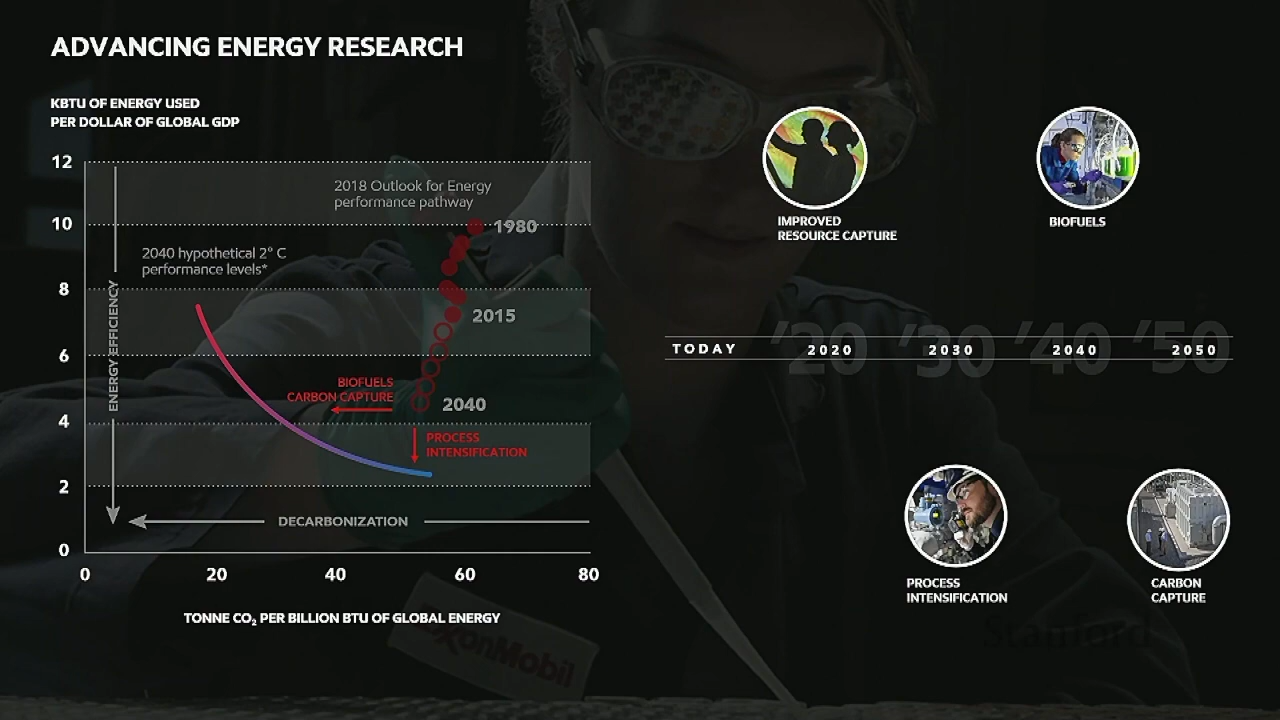 ADVANCING ENERGY RESEARCH
KBTU OF ENERGY USED
PER DOLLAR OF GLOBAL GDP
12
10
8
6
4
2
0
0
20
40
60
80
ENERGY EFFICIENCY
2018 Outlook for Energy
performance pathway
1980
2040 hypothetical 2° C
performance levels*
2015
BIOFUELS
CARBON CAPTURE
2040
PROCESS
INTENSIFICATION
DECARBONIZATION
TONNE CO₂ PER BILLION BTU OF GLOBAL ENERGY
IMPROVED
RESOURCE CAPTURE
BIOFUELS
'20 '30 '40 '50
TODAY 2020 2030 2040 2050
PROCESS
INTENSIFICATION
CARBON
CAPTURE
Stanford
ExxonMobil